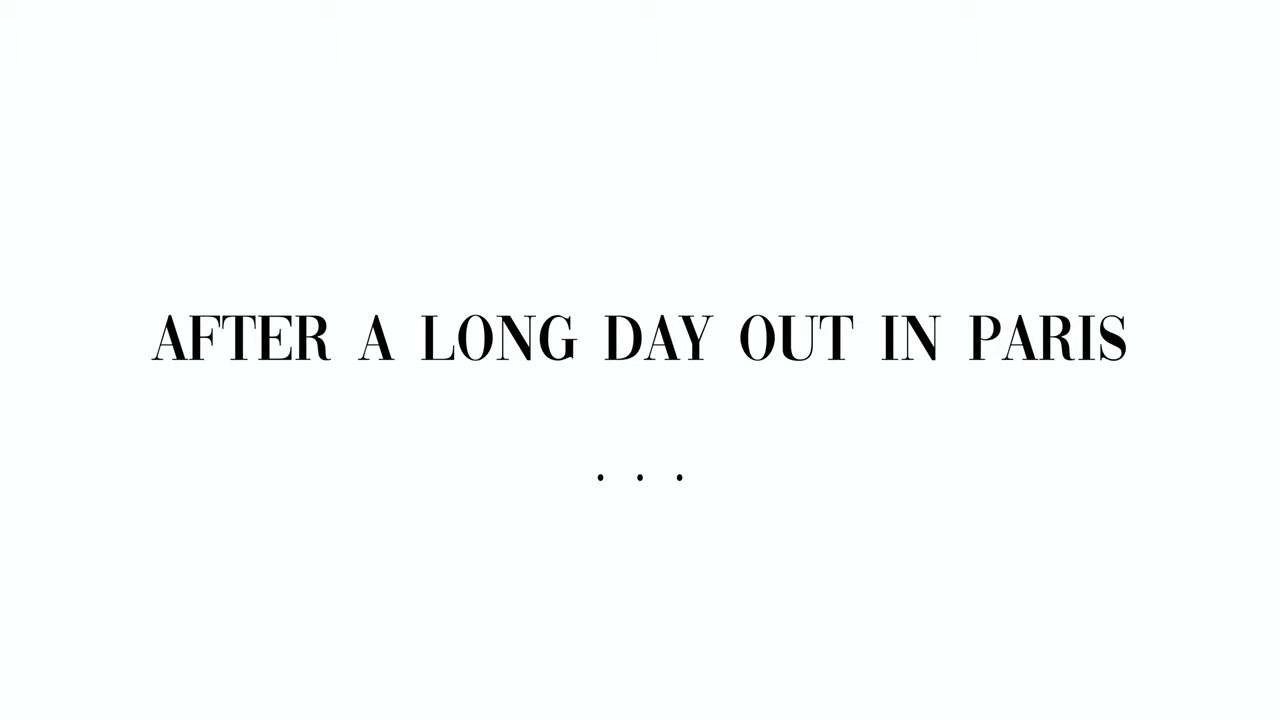 AFTER A LONG DAY OUT IN PARIS
. . .